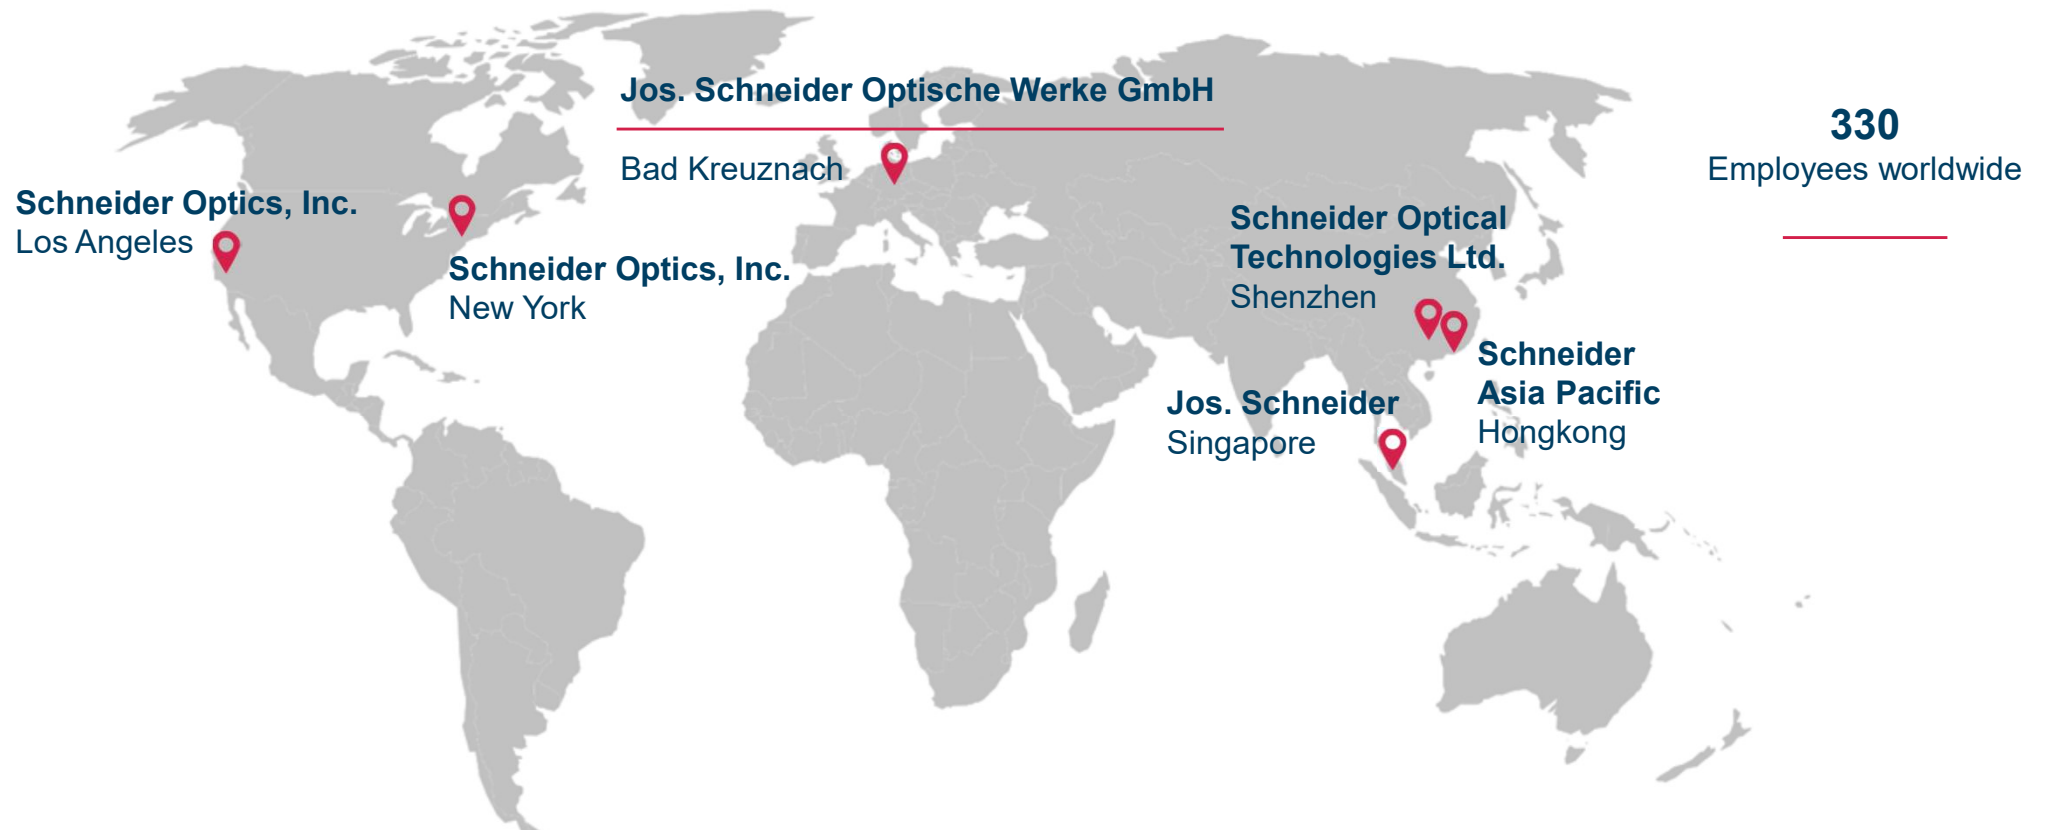 Jos. Schneider Optische Werke GmbH
Bad Kreuznach
330
Employees worldwide
Schneider Optics, Inc.
Los Angeles
Schneider Optics, Inc.
New York
Schneider Optical
Technologies Ltd.
Shenzhen
Schneider
Asia Pacific
Hongkong
Jos. Schneider
Singapore